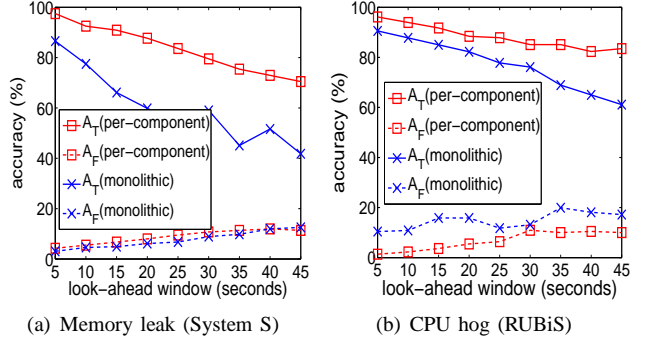 100
80
60
40
20
0
accuracy (%)
A_T(per−component)
A_F(per−component)
A_T(monolithic)
A_F(monolithic)
5 10 15 20 25 30 35 40 45
look−ahead window (seconds)
(a) Memory leak (System S)
100
80
60
40
20
0
accuracy (%)
A_T(per−component)
A_F(per−component)
A_T(monolithic)
A_F(monolithic)
5 10 15 20 25 30 35 40 45
look−ahead window (seconds)
(b) CPU hog (RUBiS)